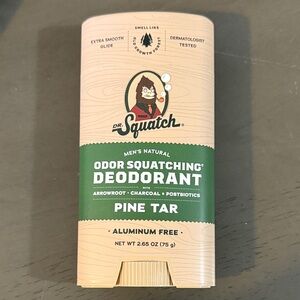 SMELL LIKE
OLD GROWTH FOREST
EXTRA SMOOTH
GLIDE
DERMATOLOGIST
TESTED
DR.
Squatch®
MEN'S NATURAL
ODOR SQUATCHING
DEODORANT
WITH
ARROWROOT • CHARCOAL + POSTBIOTICS
PINE TAR
• ALUMINUM FREE •
NET WT 2.65 OZ (75 g)